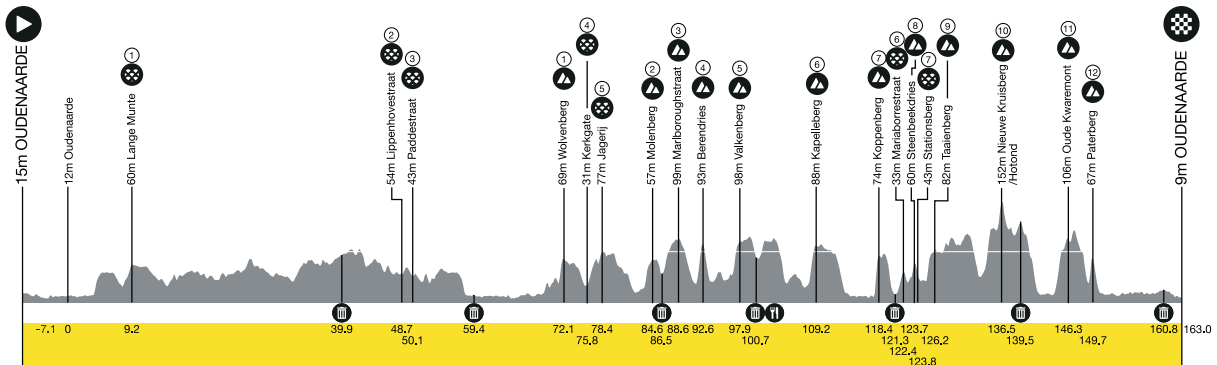 15m OUDENAARDE
12m Oudenaarde
1
60m Lange Munte
2
54m Lippenhovestraat
3
43m Paddestraat
1
69m Wolvenberg
4
31m Kerkgate
5
77m Jagerij
2
57m Molenberg
3
99m Marlboroughstraat
4
93m Berendries
5
98m Valkenberg
6
88m Kapelleberg
7
74m Koppenberg
6
33m Mariaborrestraat
8
60m Steenbeekdries
7
43m Stationsberg
9
82m Taaienberg
10
152m Nieuwe Kruisberg
/Hotond
11
106m Oude Kwaremont
12
67m Paterberg
9m OUDENAARDE
-7.1
0
9.2
39.9
48.7
50.1
59.4
72.1
75.8
78.4
84.6
86.5
88.6
92.6
97.9
100.7
109.2
118.4
121.3
122.4
123.7
123.8
126.2
136.5
139.5
146.3
149.7
160.8
163.0